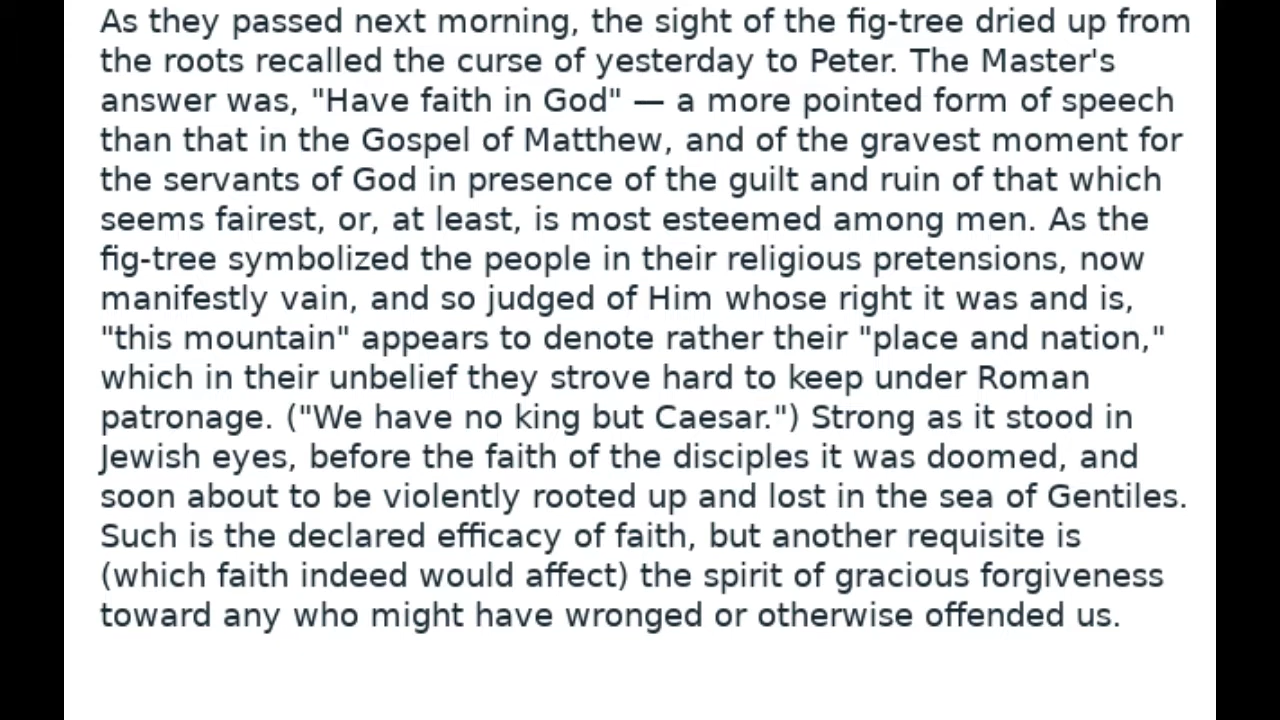 As they passed next morning, the sight of the fig-tree dried up from
the roots recalled the curse of yesterday to Peter. The Master's
answer was, "Have faith in God" — a more pointed form of speech
than that in the Gospel of Matthew, and of the gravest moment for
the servants of God in presence of the guilt and ruin of that which
seems fairest, or, at least, is most esteemed among men. As the
fig-tree symbolized the people in their religious pretensions, now
manifestly vain, and so judged of Him whose right it was and is,
"this mountain" appears to denote rather their "place and nation,"
which in their unbelief they strove hard to keep under Roman
patronage. ("We have no king but Caesar.") Strong as it stood in
Jewish eyes, before the faith of the disciples it was doomed, and
soon about to be violently rooted up and lost in the sea of Gentiles.
Such is the declared efficacy of faith, but another requisite is
(which faith indeed would affect) the spirit of gracious forgiveness
toward any who might have wronged or otherwise offended us.